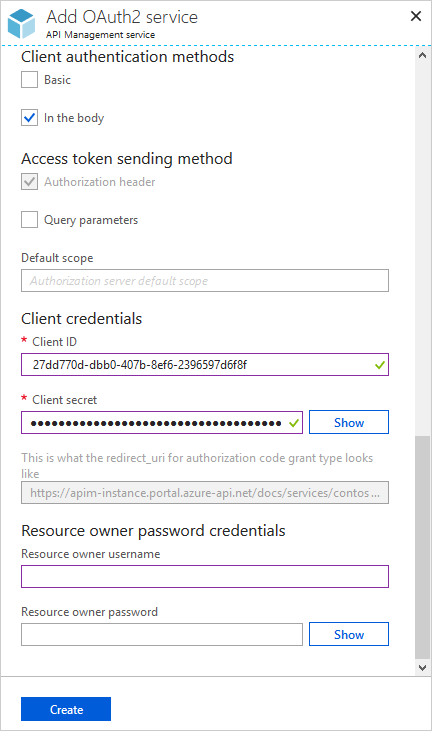 Add OAuth2 service
API Management service
Client authentication methods
Basic
In the body
Access token sending method
Authorization header
Query parameters
Default scope
Authorization server default scope
Client credentials
* Client ID
27dd770d-dbb0-407b-8ef6-2396597d6f8f
* Client secret
Show
This is what the redirect_uri for authorization code grant type looks
like
https://apim-instance.portal.azure-api.net/docs/services/contos ...
Resource owner password credentials
Resource owner username
Resource owner password
Show
Create